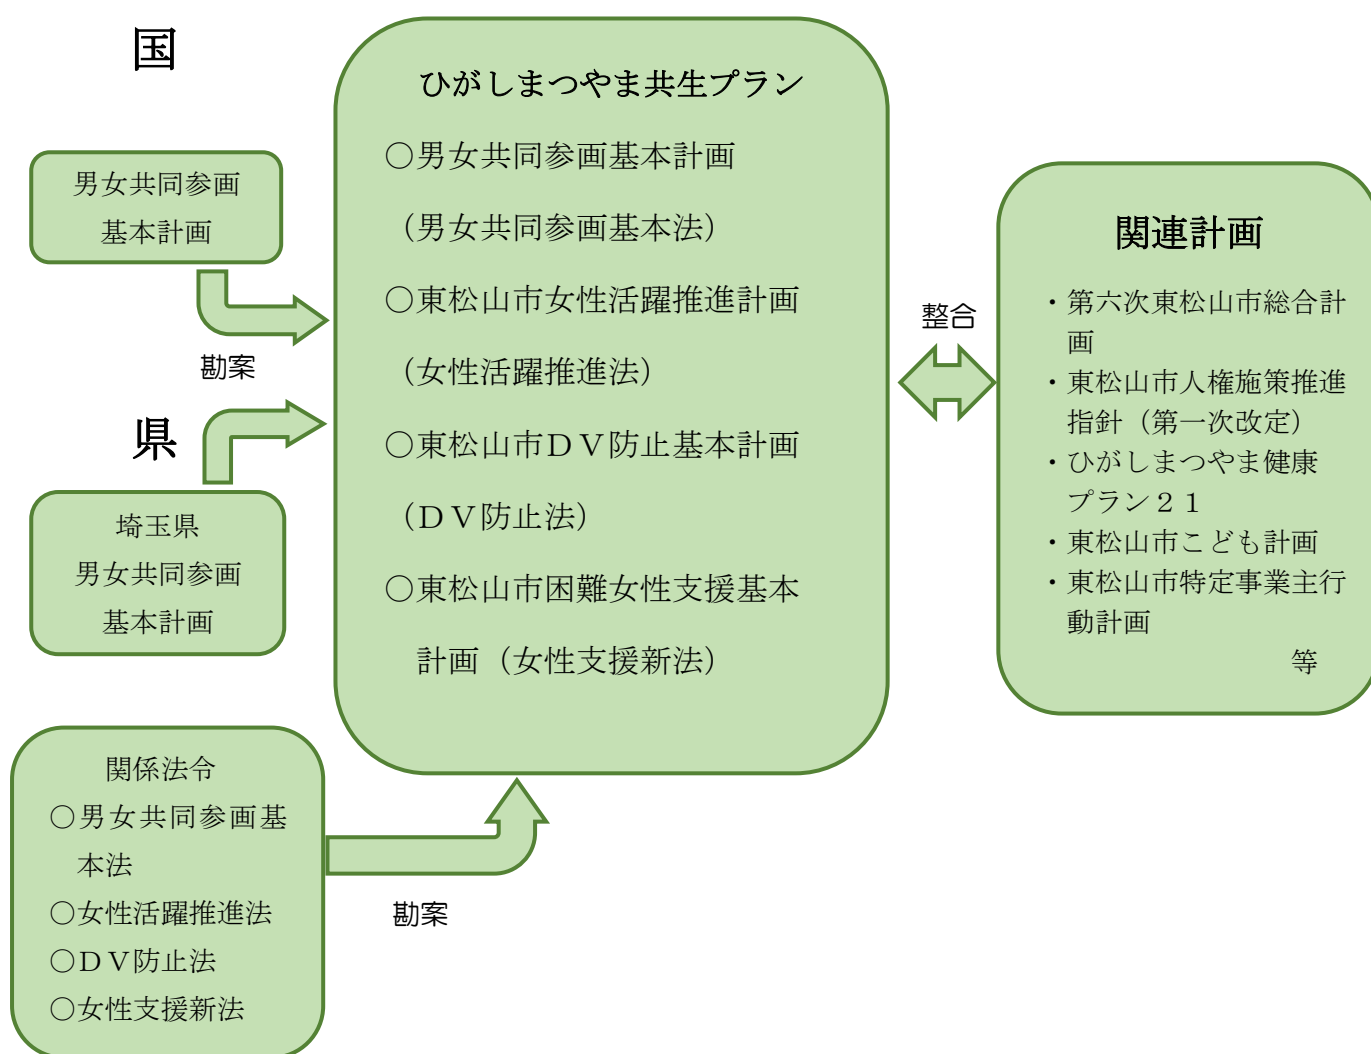 国
男女共同参画
基本計画
勘案
県
埼玉県
男女共同参画
基本計画
関係法令
○男女共同参画基
本法
○女性活躍推進法
○ＤＶ防止法
○女性支援新法
勘案
ひがしまつやま共生プラン
○男女共同参画基本計画
（男女共同参画基本法）
○東松山市女性活躍推進計画
（女性活躍推進法）
○東松山市ＤＶ防止基本計画
（ＤＶ防止法）
○東松山市困難女性支援基本
計画（女性支援新法）
整合
関連計画
・第六次東松山市総合計
画
・東松山市人権施策推進
指針（第一次改定）
・ひがしまつやま健康
プラン２１
・東松山市こども計画
・東松山市特定事業主行
動計画
等